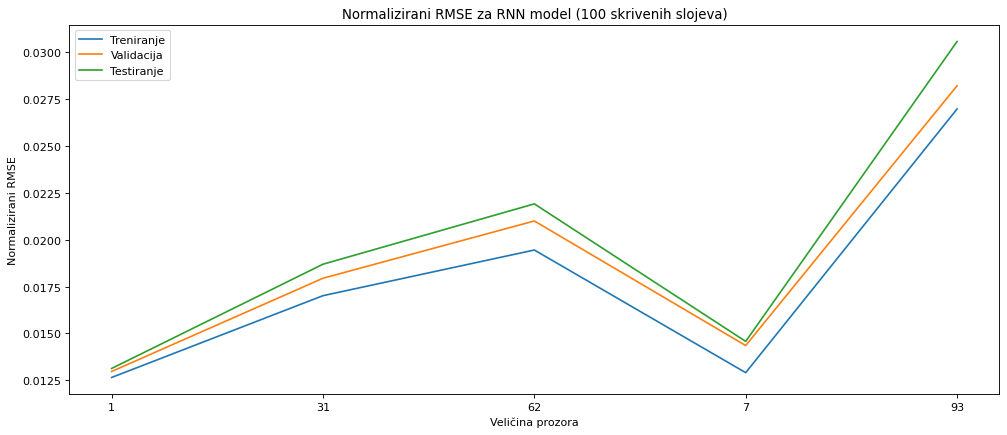 Normalizirani RMSE za RNN model (100 skrivenih slojeva)
Treniranje
Validacija
Testiranje
0.0300
0.0275
0.0250
0.0225
0.0200
0.0175
0.0150
0.0125
Normalizirani RMSE
1 31 62 7 93
Veličina prozora